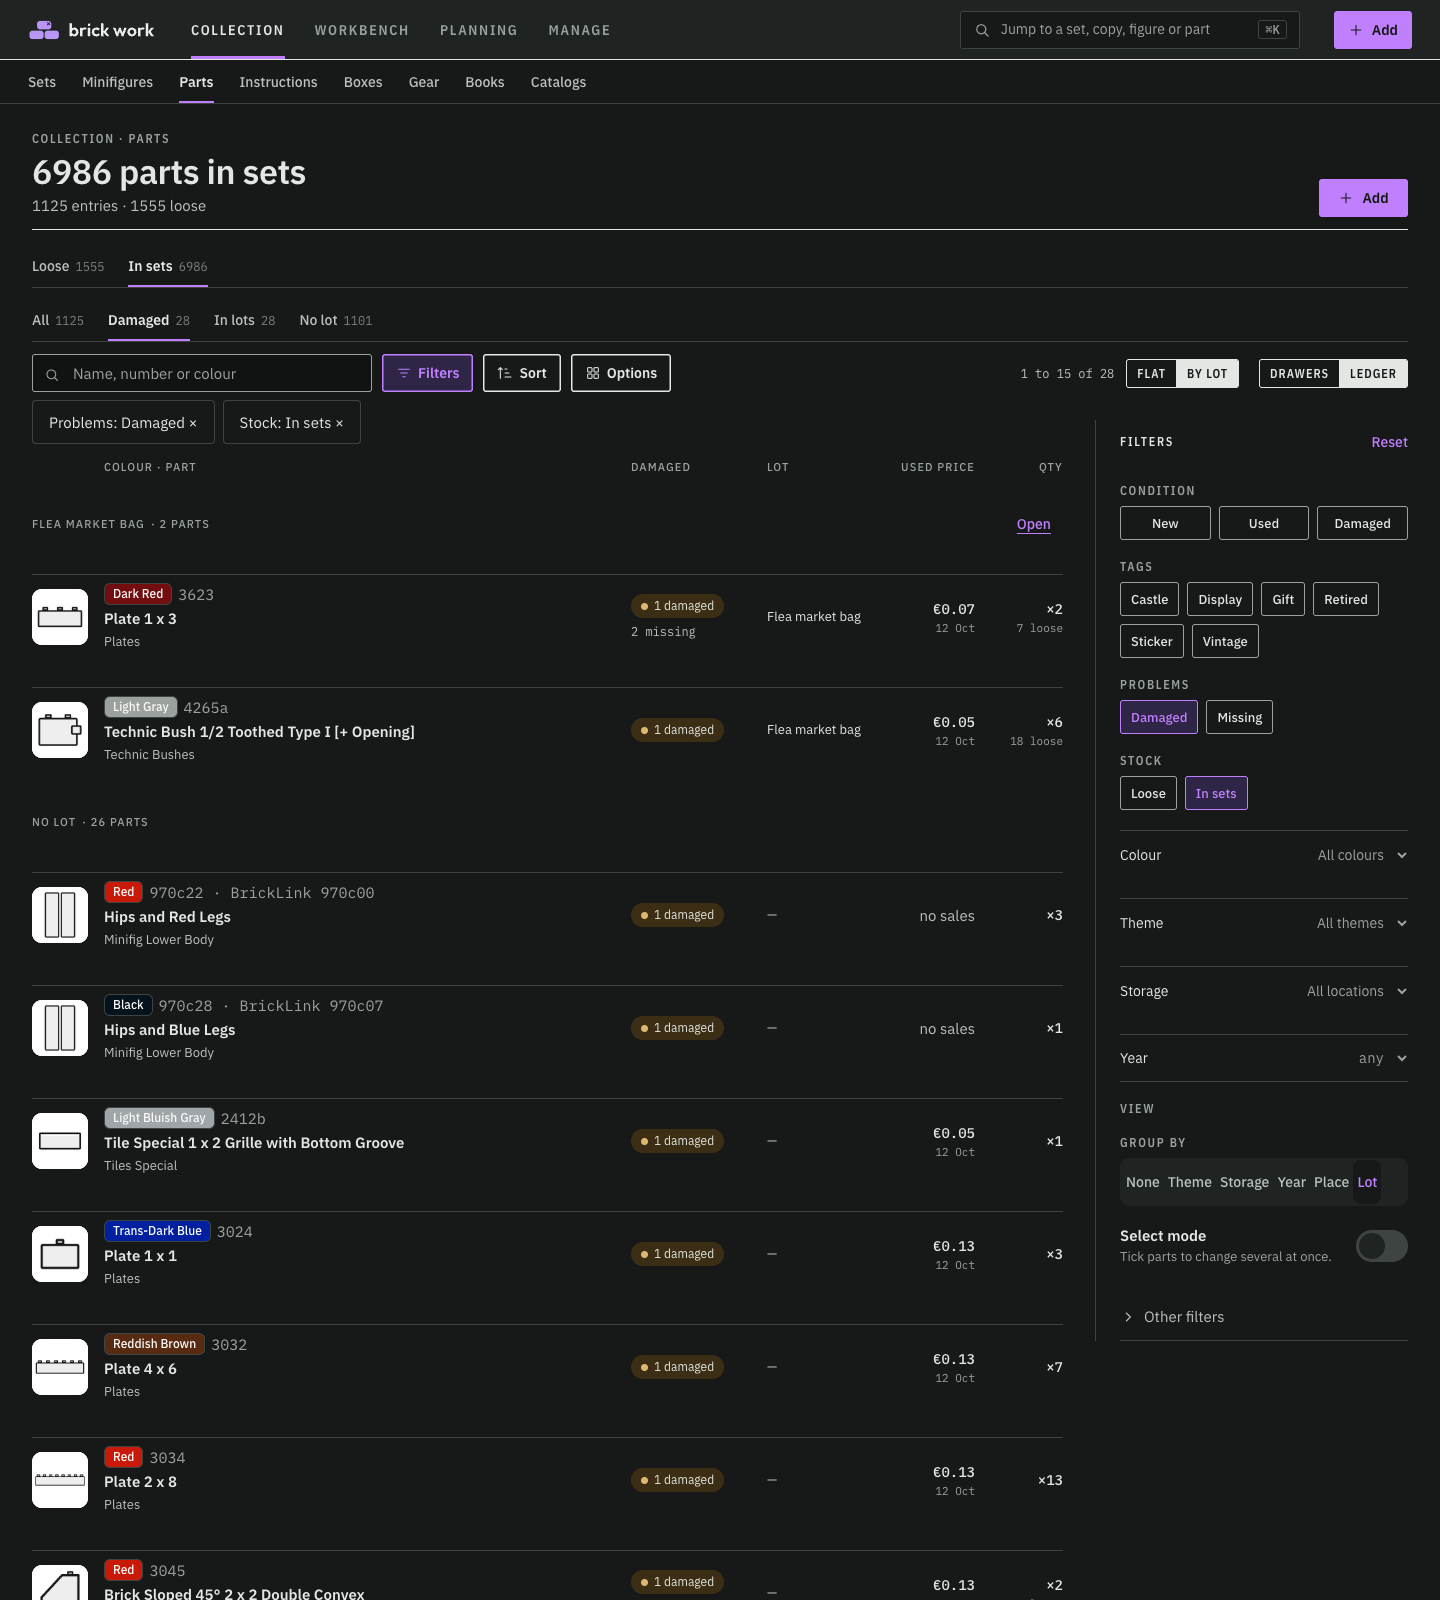 brick work COLLECTION WORKBENCH PLANNING MANAGE Jump to a set, copy, figure or part ⌘K + Add
Sets Minifigures Parts Instructions Boxes Gear Books Catalogs
COLLECTION · PARTS
6986 parts in sets
1125 entries · 1555 loose
+ Add
Loose 1555 In sets 6986
All 1125 Damaged 28 In lots 28 No lot 1101
Name, number or colour Filters Sort Options 1 to 15 of 28 FLAT BY LOT DRAWERS LEDGER
Problems: Damaged × Stock: In sets ×
COLOUR · PART DAMAGED LOT USED PRICE QTY
FLEA MARKET BAG · 2 PARTS Open
Dark Red 3623
Plate 1 x 3
Plates
1 damaged
2 missing
Flea market bag
€0.07
12 Oct
×2
7 loose
Light Gray 4265a
Technic Bush 1/2 Toothed Type I [+ Opening]
Technic Bushes
1 damaged
Flea market bag
€0.05
12 Oct
×6
18 loose
NO LOT · 26 PARTS
Red 970c22 · BrickLink 970c00
Hips and Red Legs
Minifig Lower Body
1 damaged
—
no sales
×3
Black 970c28 · BrickLink 970c07
Hips and Blue Legs
Minifig Lower Body
1 damaged
—
no sales
×1
Light Bluish Gray 2412b
Tile Special 1 x 2 Grille with Bottom Groove
Tiles Special
1 damaged
—
€0.05
12 Oct
×1
Trans-Dark Blue 3024
Plate 1 x 1
Plates
1 damaged
—
€0.13
12 Oct
×3
Reddish Brown 3032
Plate 4 x 6
Plates
1 damaged
—
€0.13
12 Oct
×7
Red 3034
Plate 2 x 8
Plates
1 damaged
—
€0.13
12 Oct
×13
Red 3045
Brick Sloped 45° 2 x 2 Double Convex
1 damaged
—
€0.13
×2
FILTERS Reset
CONDITION
New Used Damaged
TAGS
Castle Display Gift Retired
Sticker Vintage
PROBLEMS
Damaged Missing
STOCK
Loose In sets
Colour All colours
Theme All themes
Storage All locations
Year any
VIEW
GROUP BY
None Theme Storage Year Place Lot
Select mode
Tick parts to change several at once.
Other filters